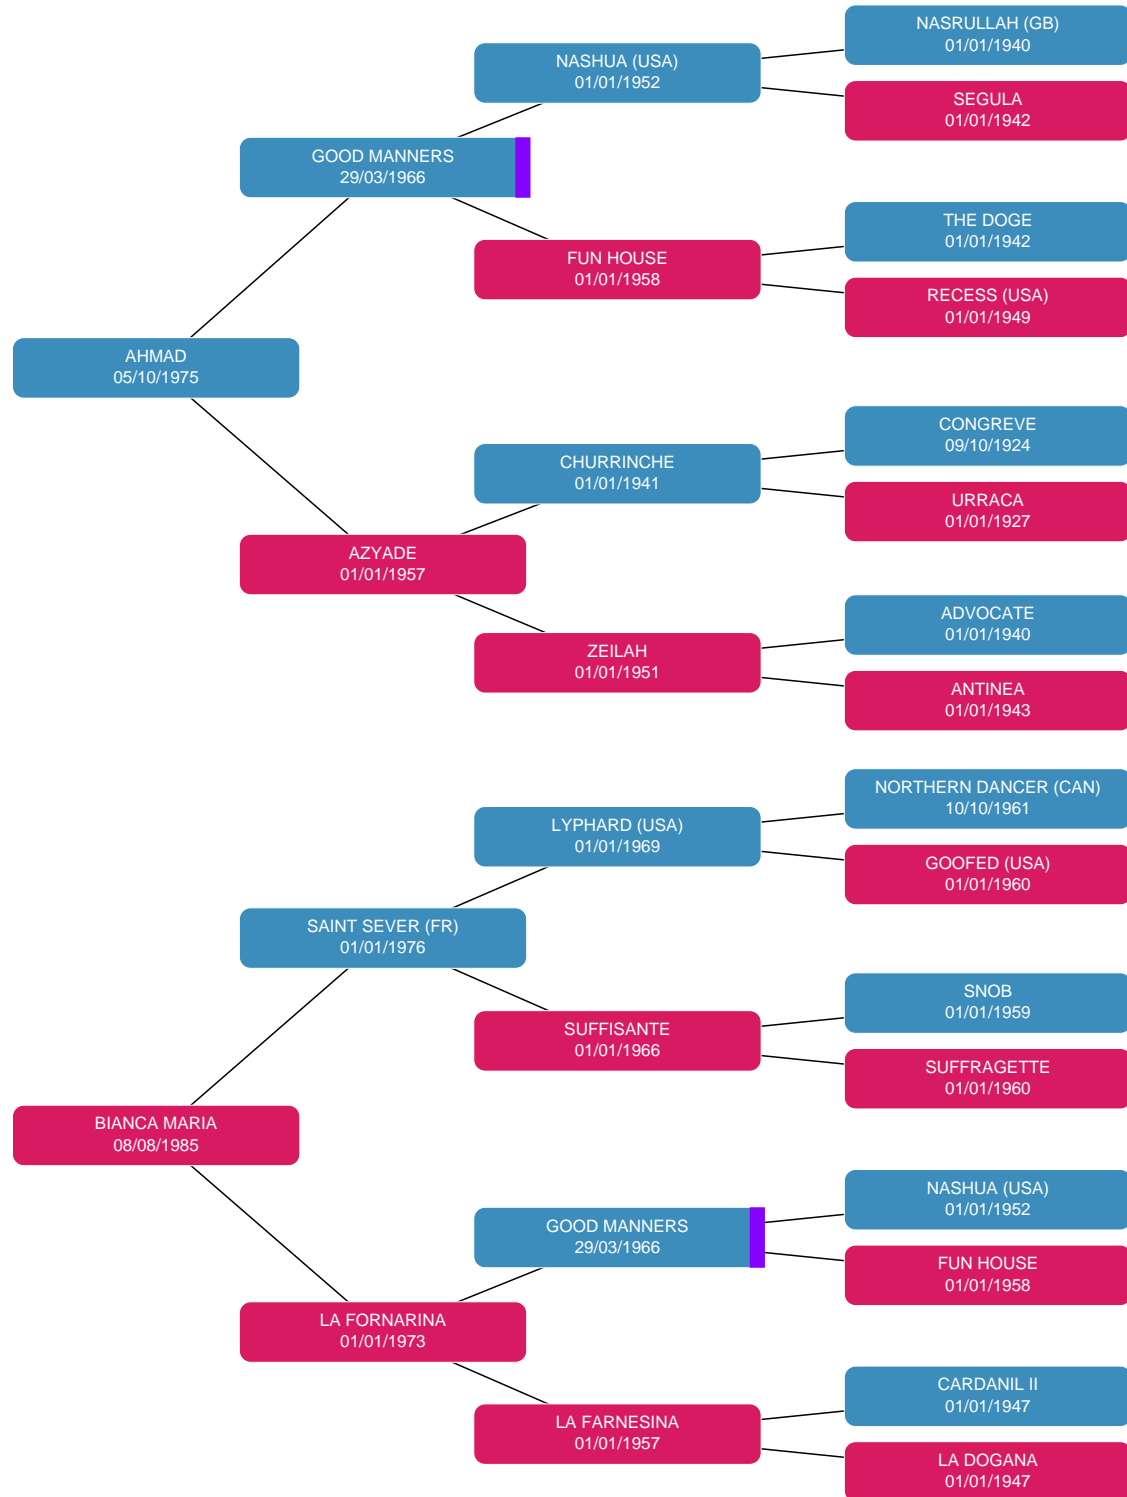 NASRULLAH (GB)
01/01/1940
NASHUA (USA)
01/01/1952
SEGULA
01/01/1942
GOOD MANNERS
29/03/1966
THE DOGE
01/01/1942
FUN HOUSE
01/01/1958
RECESS (USA)
01/01/1949
AHMAD
05/10/1975
CONGREVE
09/10/1924
CHURRINCHE
01/01/1941
URRACA
01/01/1927
AZYADE
01/01/1957
ADVOCATE
01/01/1940
ZEILAH
01/01/1951
ANTINEA
01/01/1943
NORTHERN DANCER (CAN)
10/10/1961
LYPHARD (USA)
01/01/1969
GOOFED (USA)
01/01/1960
SAINT SEVER (FR)
01/01/1976
SNOB
01/01/1959
SUFFISANTE
01/01/1966
SUFFRAGETTE
01/01/1960
BIANCA MARIA
08/08/1985
NASHUA (USA)
01/01/1952
GOOD MANNERS
29/03/1966
FUN HOUSE
01/01/1958
LA FORNARINA
01/01/1973
CARDANIL II
01/01/1947
LA FARNESINA
01/01/1957
LA DOGANA
01/01/1947